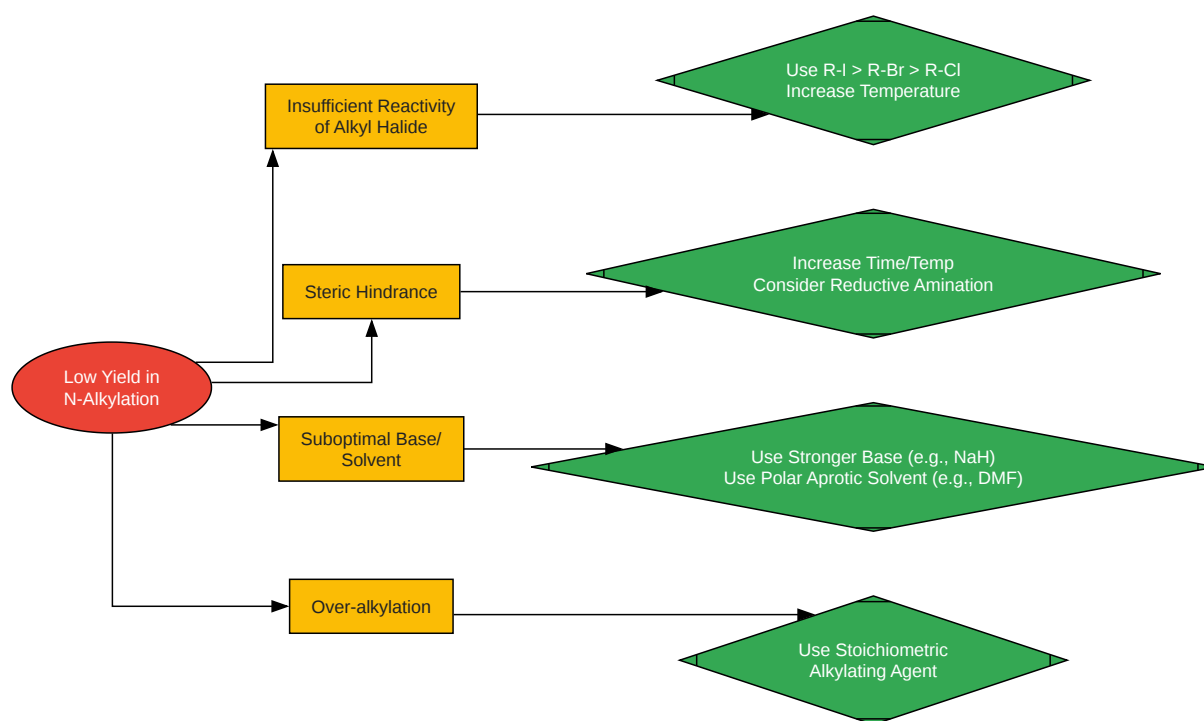 Use R-I > R-Br > R-Cl
Increase Temperature
Insufficient Reactivity
of Alkyl Halide
Increase Time/Temp
Consider Reductive Amination
Steric Hindrance
Low Yield in
N-Alkylation
Suboptimal Base/
Solvent
Use Stronger Base (e.g., NaH)
Use Polar Aprotic Solvent (e.g., DMF)
Over-alkylation
Use Stoichiometric
Alkylating Agent